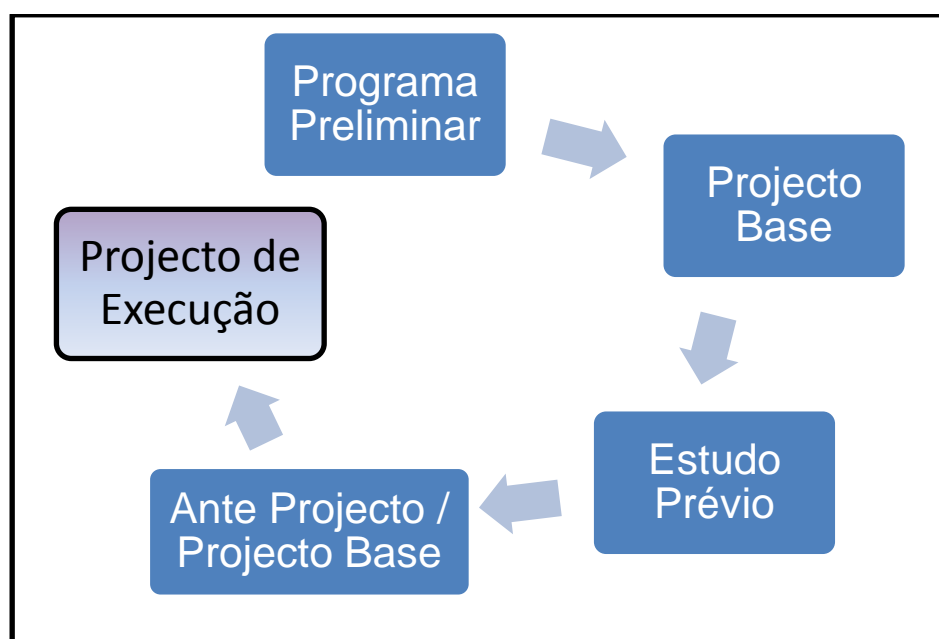 Programa
Preliminar
Projecto
Base
Estudo
Prévio
Ante Projecto /
Projecto Base
Projecto de
Execução